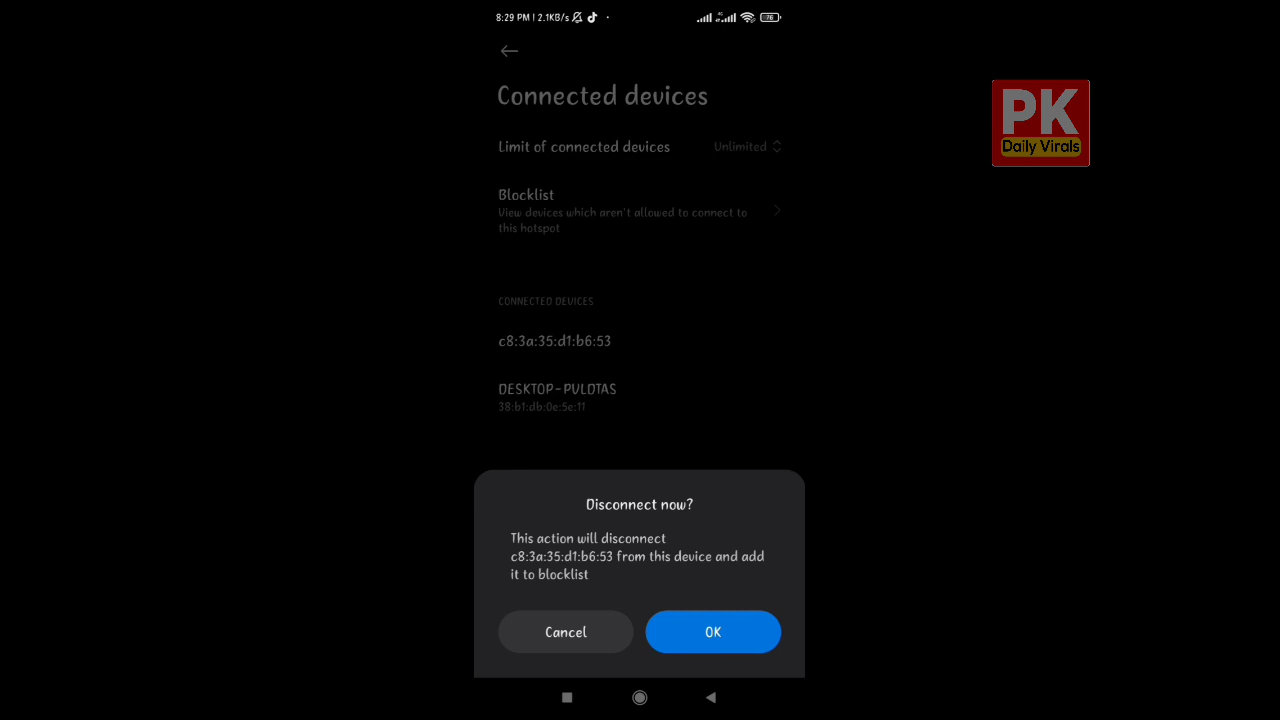 8:29 PM | 2.1KB/s
4G
76
Connected devices
PK
Daily Virals
Limit of connected devices Unlimited
Blocklist
View devices which aren't allowed to connect to
this hotspot
CONNECTED DEVICES
c8:3a:35:d1:b6:53
DESKTOP-PVLDTAS
38:b1:db:0e:5e:11
Disconnect now?
This action will disconnect
c8:3a:35:d1:b6:53 from this device and add
it to blocklist
Cancel OK